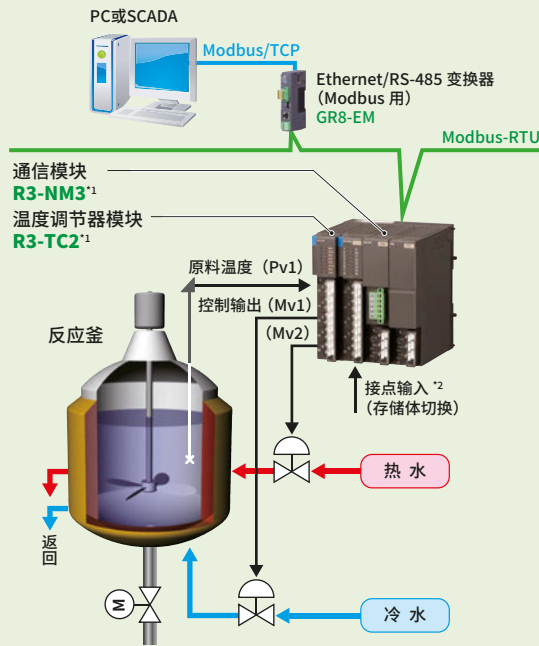 PC或SCADA
Modbus/TCP
Ethernet/RS-485 变换器
（Modbus 用）
GR8-EM
Modbus-RTU
通信模块
R3-NM3*1
温度调节器模块
R3-TC2*1
原料温度（Pv1）
控制输出（Mv1）
（Mv2）
反应釜
接点输入 *2
（存储体切换）
热水
返回
冷水
M